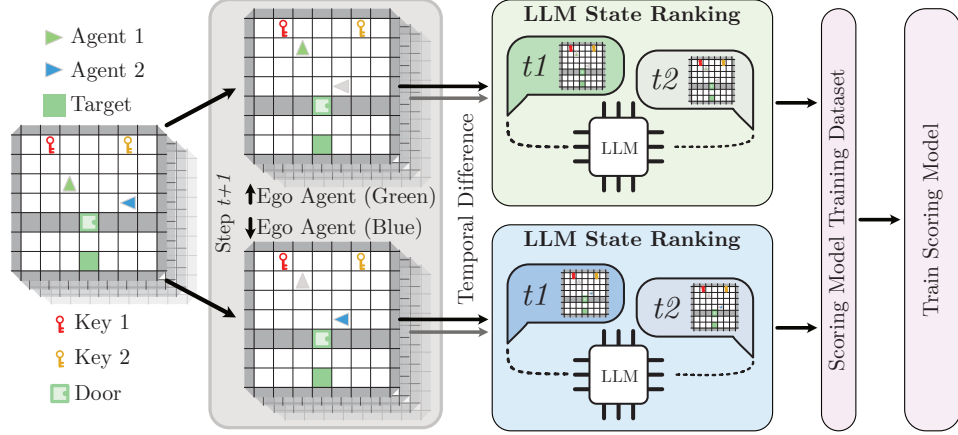 Agent 1
Agent 2
Target
Key 1
Key 2
Door
Step t+1
Ego Agent (Green)
Ego Agent (Blue)
Temporal Difference
LLM State Ranking
t1
t2
LLM
LLM State Ranking
t1
t2
LLM
Scoring Model Training Dataset
Train Scoring Model